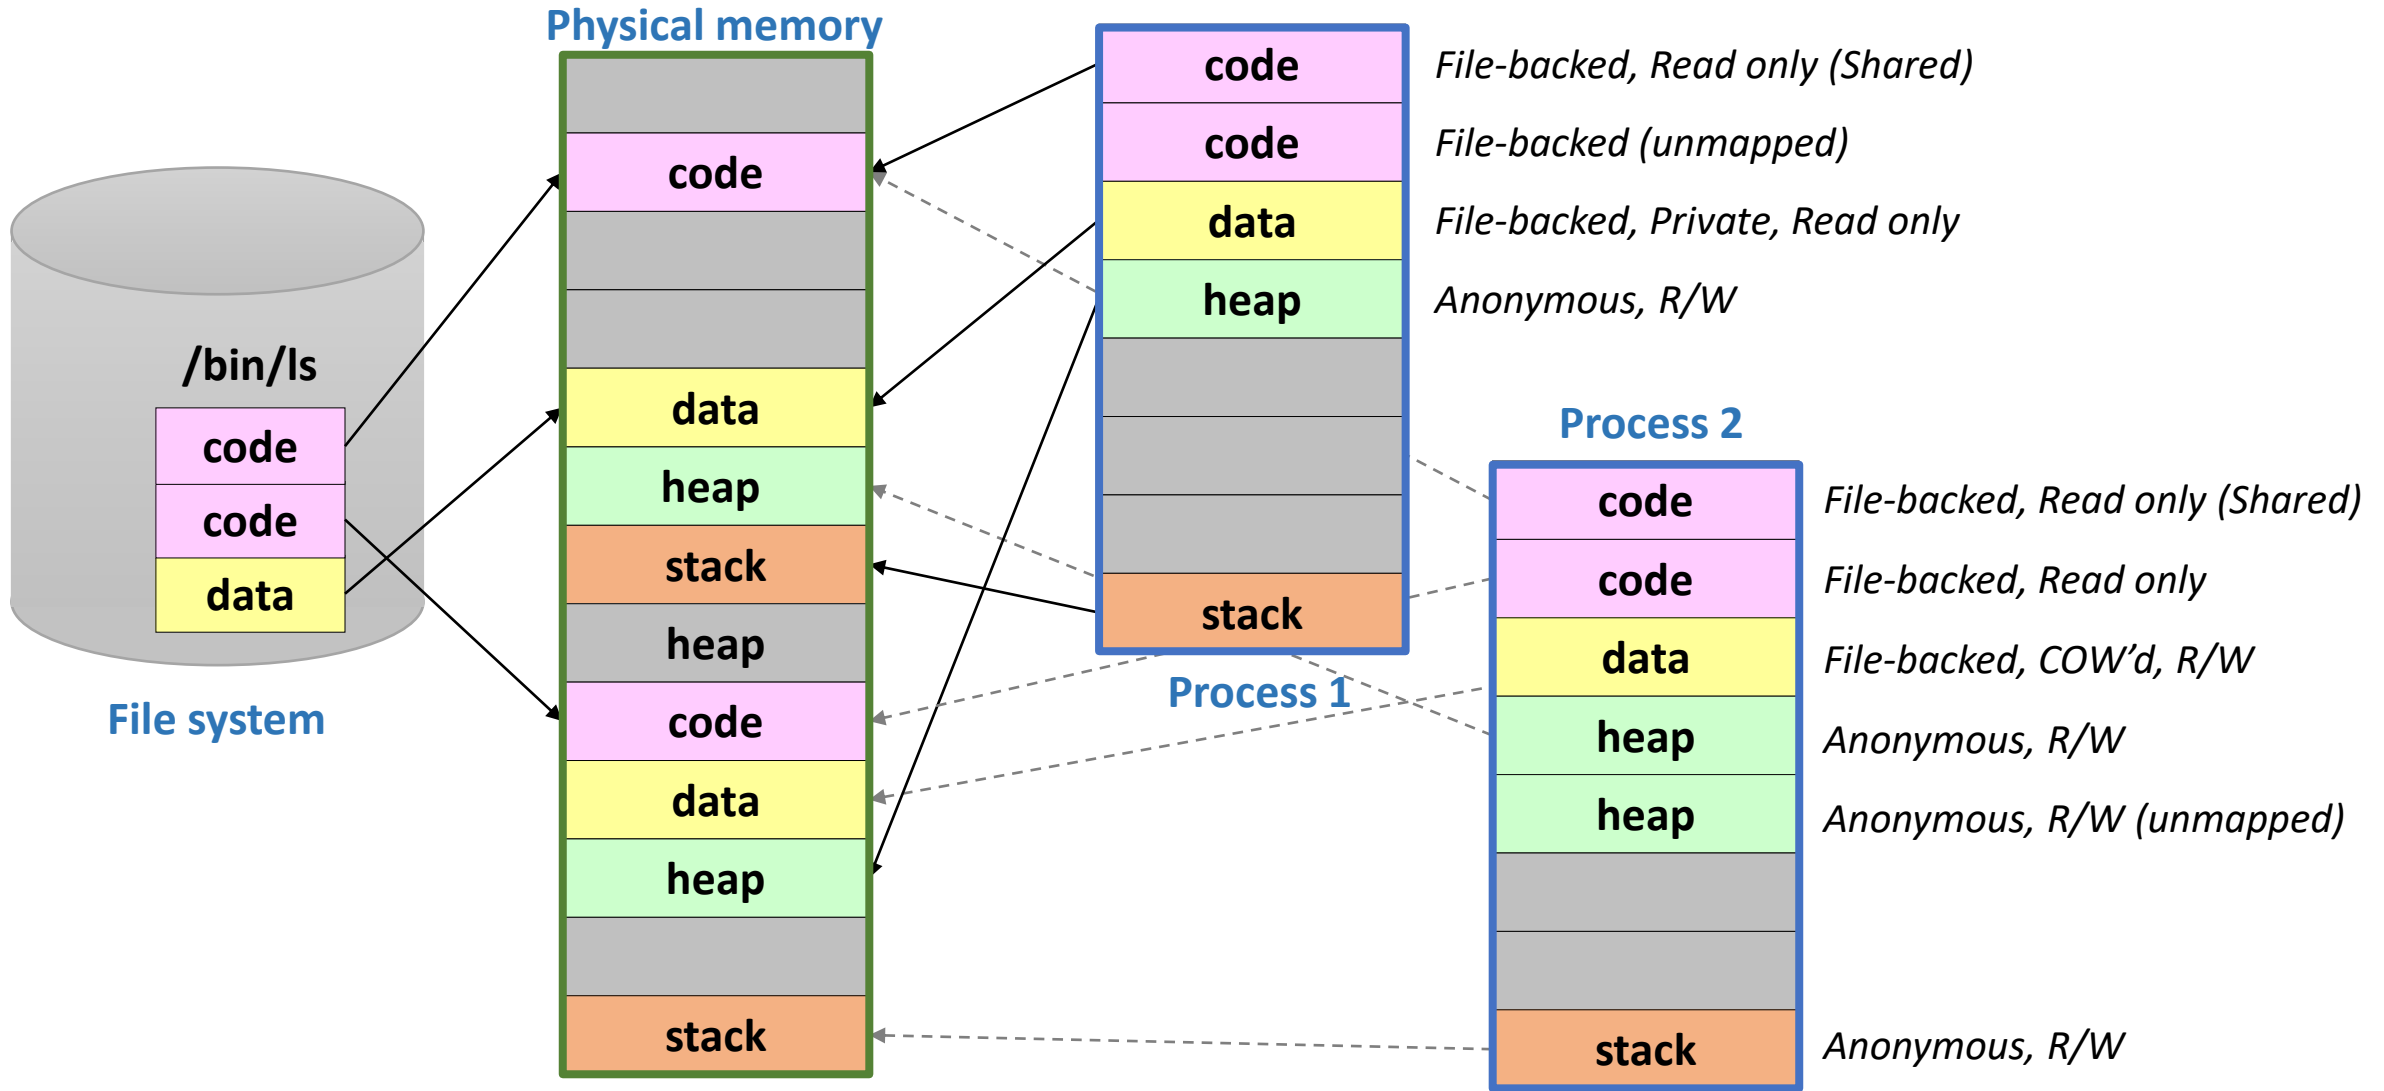 Physical memory
code
data
heap
stack
heap
code
data
heap
stack
/bin/ls
code
code
data
File system
code
File-backed, Read only (Shared)
code
File-backed (unmapped)
data
File-backed, Private, Read only
heap
Anonymous, R/W
stack
Process 1
Process 2
code
File-backed, Read only (Shared)
code
File-backed, Read only
data
File-backed, COW’d, R/W
heap
Anonymous, R/W
heap
Anonymous, R/W (unmapped)
stack
Anonymous, R/W